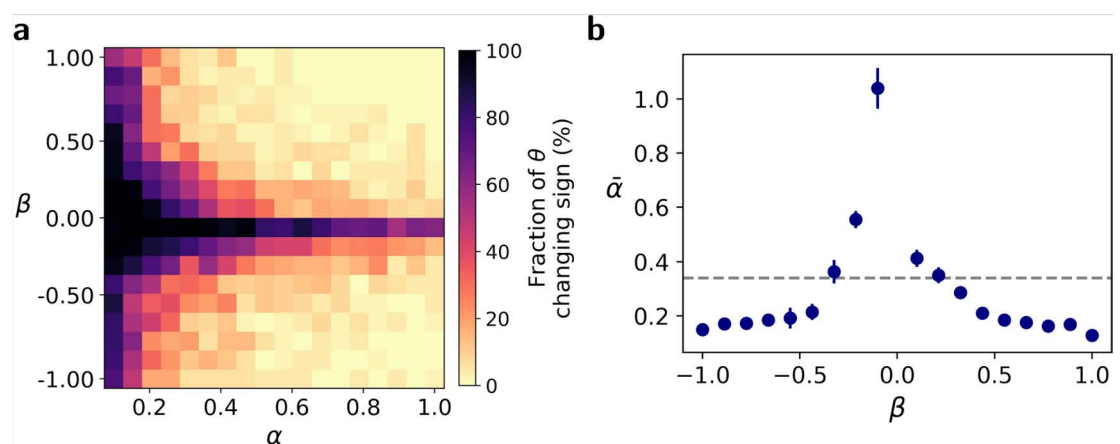 a
1.00
0.50
0.00
-0.50
-1.00
β
0.2 0.4 0.6 0.8 1.0
α
100
80
60
40
20
0
Fraction of θ
changing sign (%)
b
1.0
0.8
0.6
0.4
0.2
ᾱ
−1.0 −0.5 0.0 0.5 1.0
β